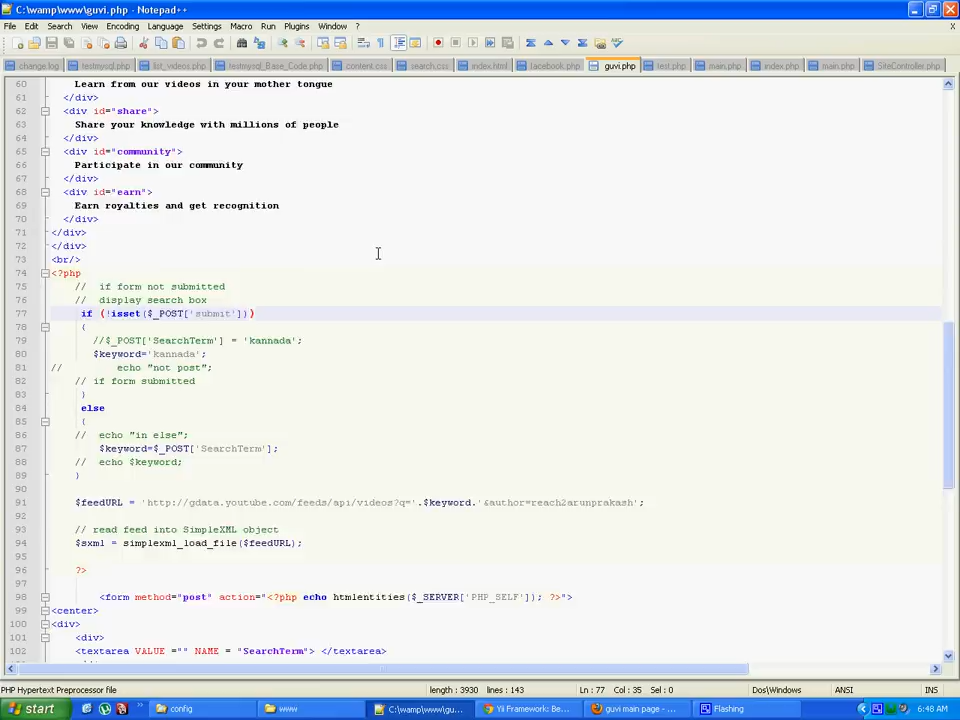 C:\wamp\www\guvi.php - Notepad++
File Edit Search View Encoding Language Settings Macro Run Plugins Window ? X
change.log testmysql.php list_videos.php testmysql_Base_Code.php content.css search.css index.html facebook.php guvi.php test.php main.php index.php main.php SiteController.php
60 Learn from our videos in your mother tongue
61 </div>
62 <div id="share">
63 Share your knowledge with millions of people
64 </div>
65 <div id="community">
66 Participate in our community
67 </div>
68 <div id="earn">
69 Earn royalties and get recognition
70 </div>
71 </div>
72 </div>
73 <br/>
74 <?php
75 // if form not submitted
76 // display search box
77 if (!isset($_POST['submit']))
78 {
79 //$_POST['SearchTerm'] = 'kannada';
80 $keyword='kannada';
81 // echo "not post";
82 // if form submitted
83 }
84 else
85 {
86 // echo "in else";
87 $keyword=$_POST['SearchTerm'];
88 // echo $keyword;
89 }
90
91 $feedURL = 'http://gdata.youtube.com/feeds/api/videos?q='.$keyword.'&author=reach2arunprakash';
92
93 // read feed into SimpleXML object
94 $sxml = simplexml_load_file($feedURL);
95
96 ?>
97
98 <form method="post" action="<?php echo htmlentities($_SERVER['PHP_SELF']); ?>">
99 <center>
100 <div>
101 <div>
102 <textarea VALUE ="" NAME = "SearchTerm"> </textarea>
PHP Hypertext Preprocessor file length : 3930 lines : 143 Ln : 77 Col : 35 Sel : 0 Dos\Windows ANSI INS
start config www C:\wamp\www\gu... Yii Framework: Be... guvi main page - ... Flashing 6:48 AM